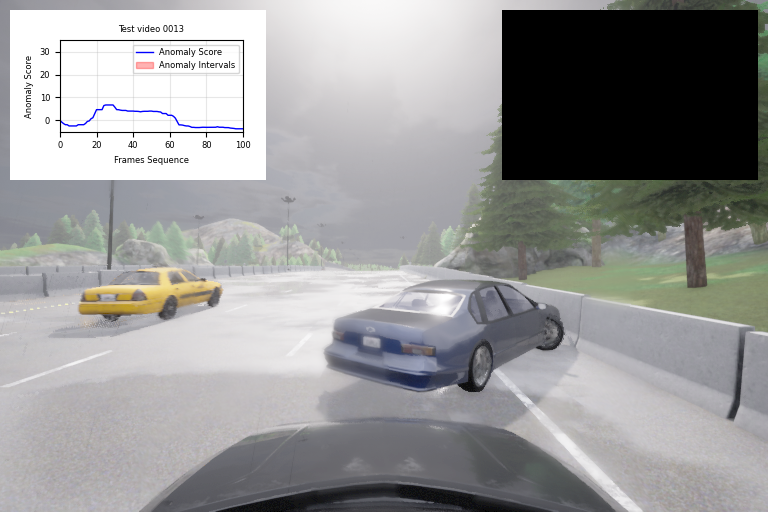 Test video 0013
Anomaly Score
30
20
10
0
Anomaly Score
Anomaly Intervals
0 20 40 60 80 100
Frames Sequence